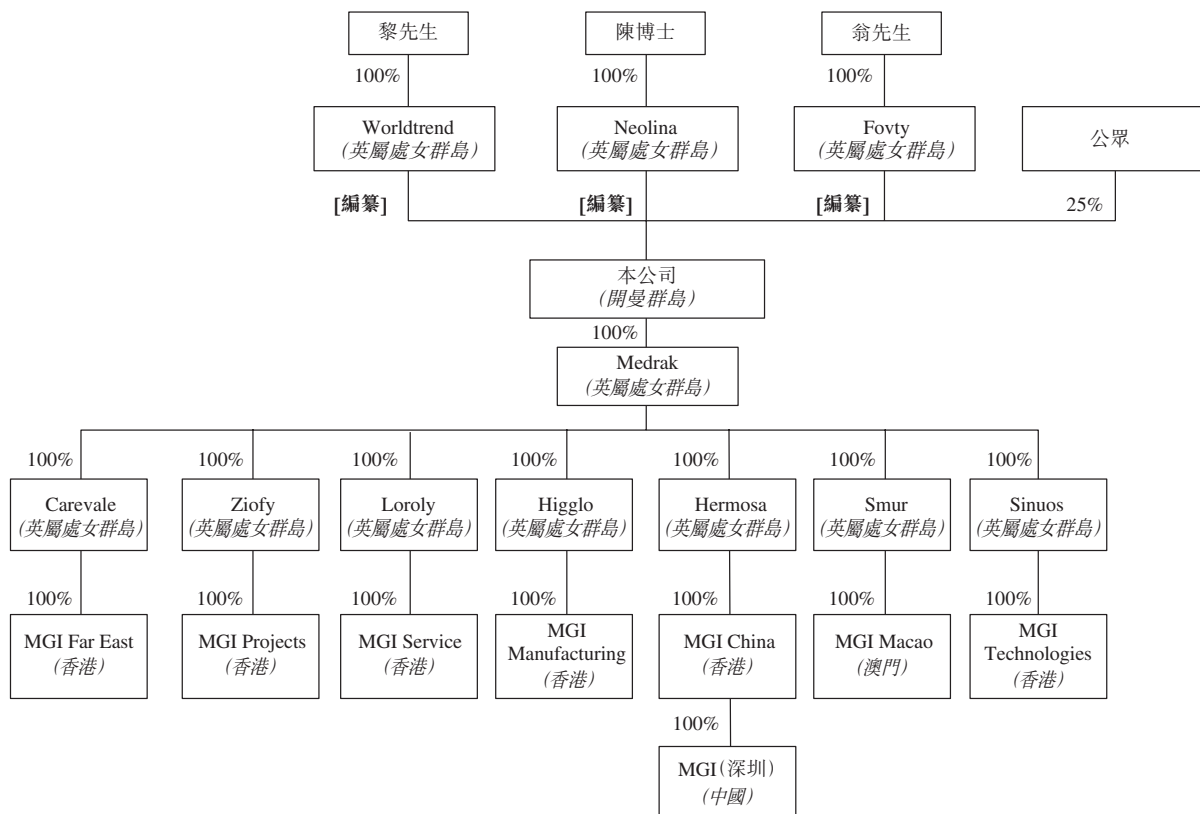 黎先生
陳博士
翁先生
100%
100%
100%
Worldtrend
(英屬處女群島)
Neolina
(英屬處女群島)
Fovty
(英屬處女群島)
公眾
[編纂]
[編纂]
[編纂]
25%
本公司
(開曼群島)
100%
Medrak
(英屬處女群島)
100%
100%
100%
100%
100%
100%
100%
Carevale
(英屬處女群島)
Ziofy
(英屬處女群島)
Loroly
(英屬處女群島)
Higglo
(英屬處女群島)
Hermosa
(英屬處女群島)
Smur
(英屬處女群島)
Sinuos
(英屬處女群島)
100%
100%
100%
100%
100%
100%
100%
MGI Far East
(香港)
MGI Projects
(香港)
MGI Service
(香港)
MGI
Manufacturing
(香港)
MGI China
(香港)
MGI Macao
(澳門)
MGI
Technologies
(香港)
100%
MGI(深圳)
(中國)